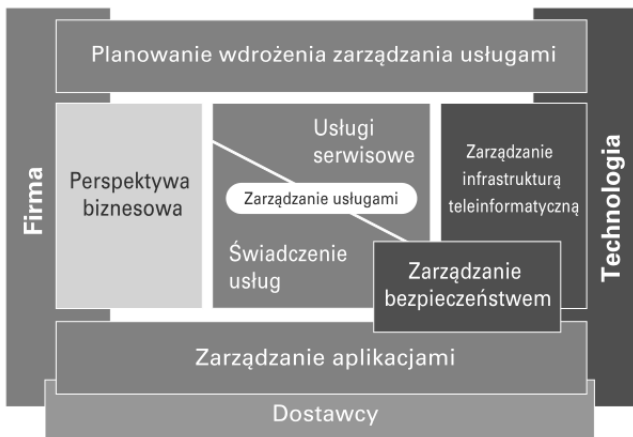 Planowanie wdrożenia zarządzania usługami
Firma
Perspektywa
biznesowa
Usługi
serwisowe
Zarządzanie usługami
Świadczenie
usług
Zarządzanie
infrastrukturą
teleinformatyczną
Zarządzanie
bezpieczeństwem
Technologia
Zarządzanie aplikacjami
Dostawcy